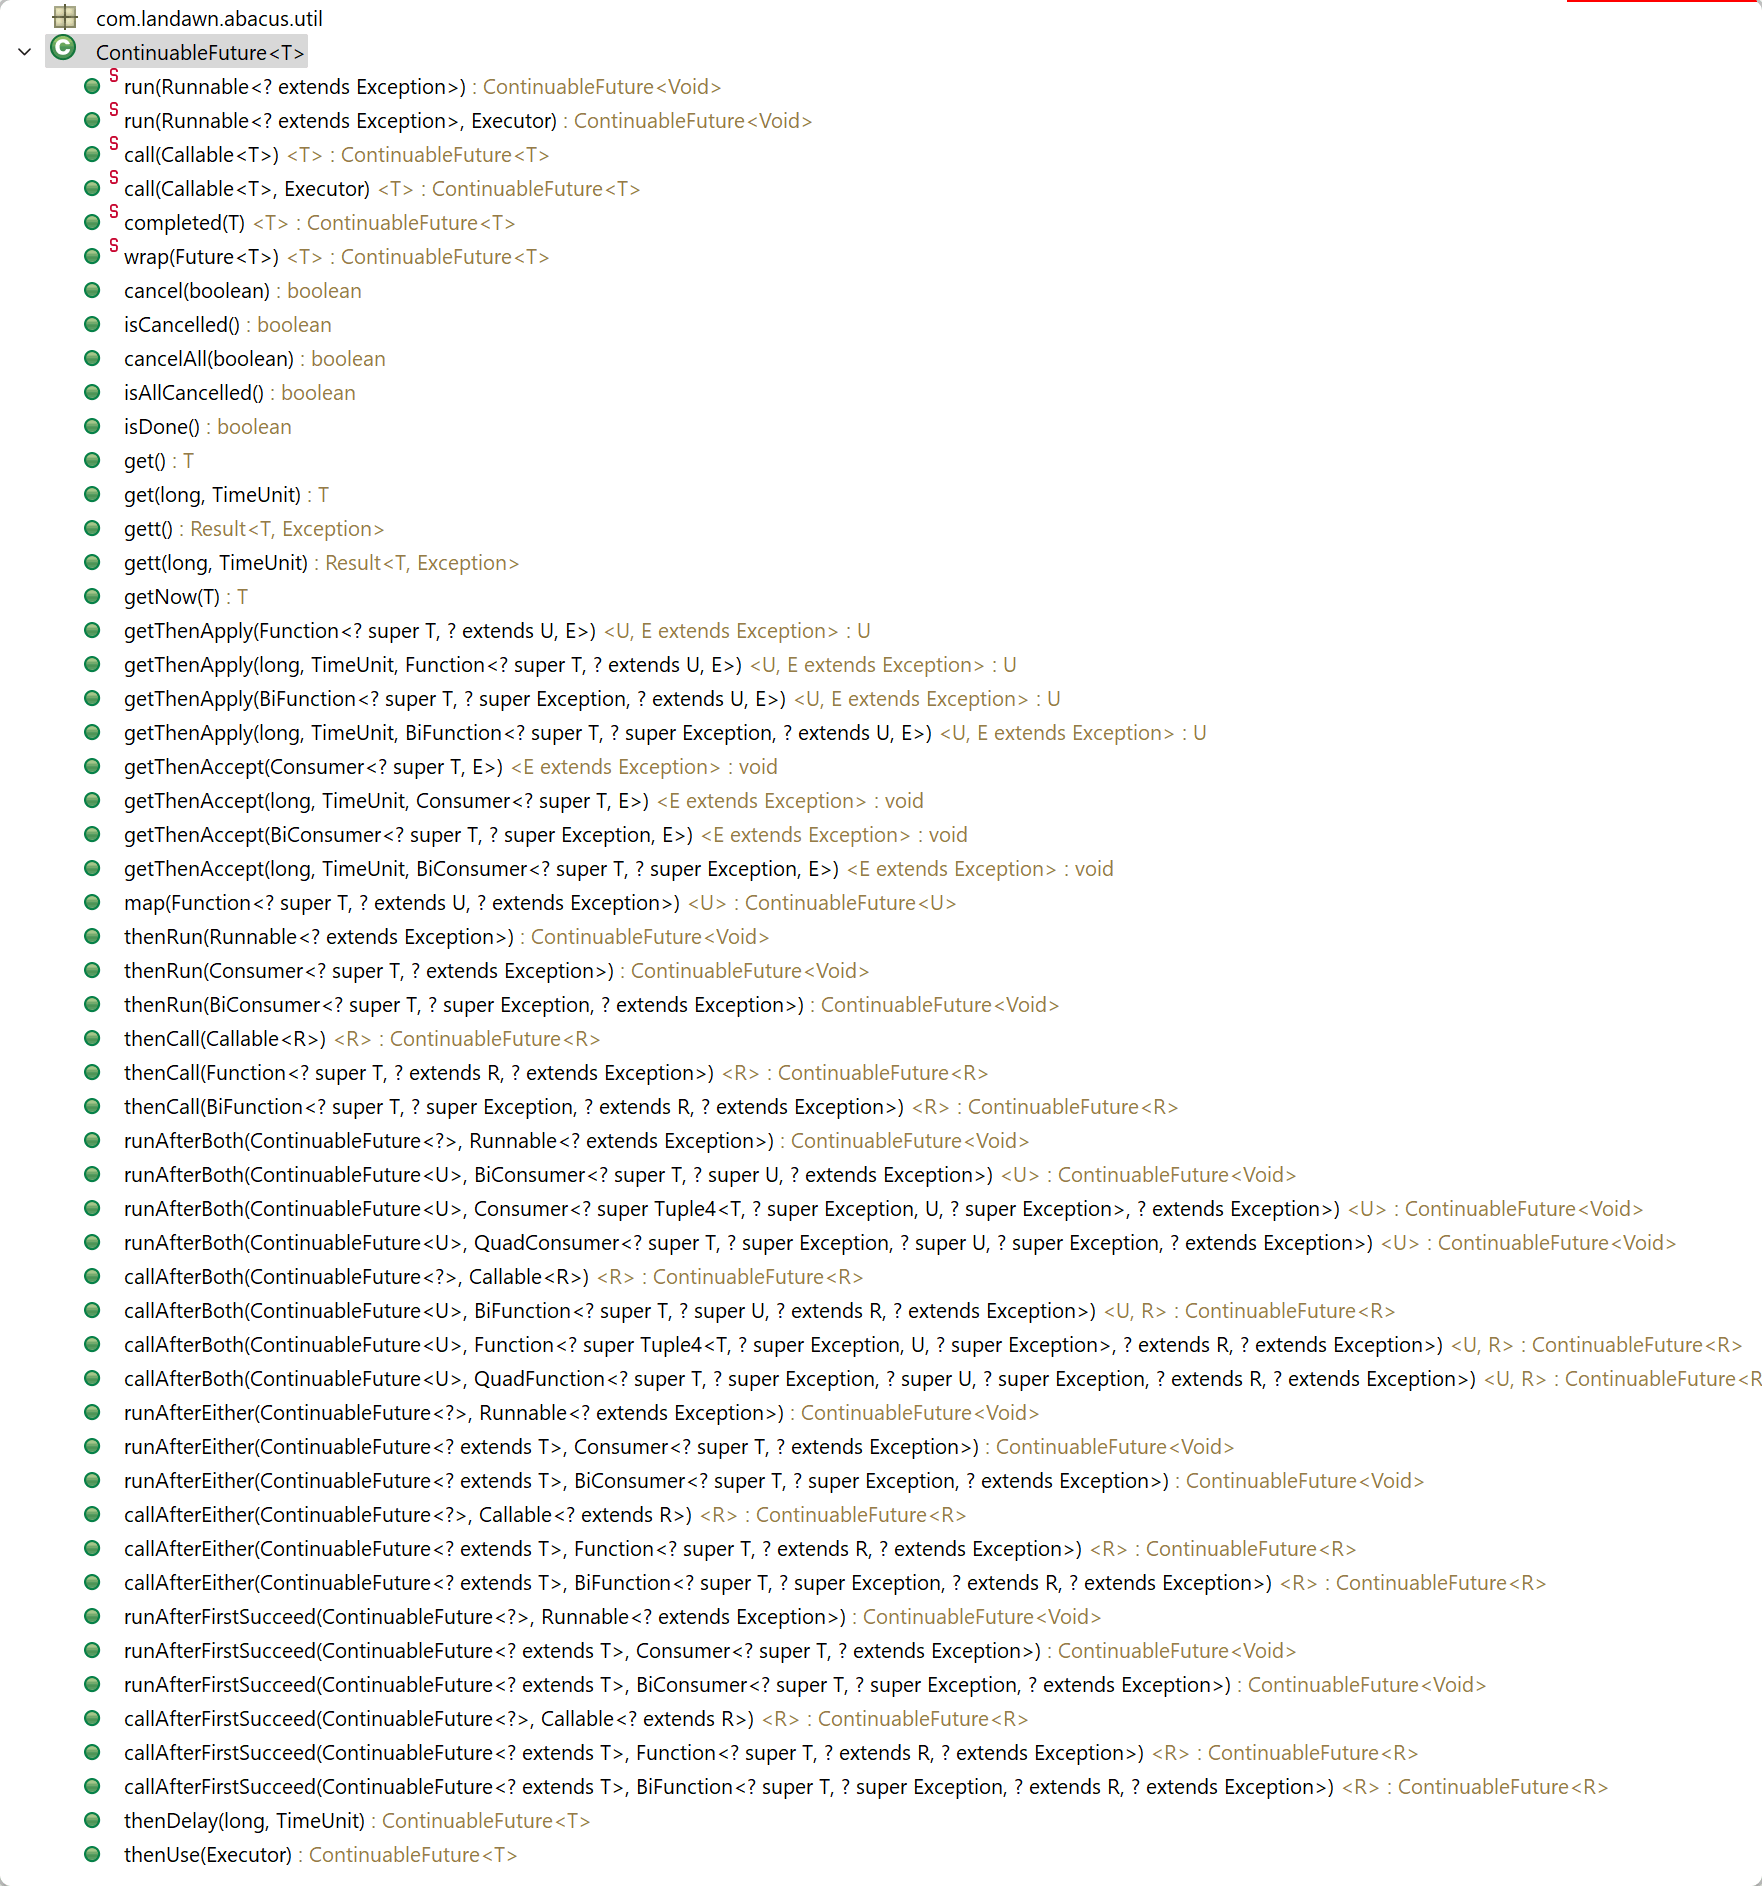 com.landawn.abacus.util
ContinuableFuture<T>
run(Runnable<? extends Exception>) : ContinuableFuture<Void>
run(Runnable<? extends Exception>, Executor) : ContinuableFuture<Void>
call(Callable<T>) <T> : ContinuableFuture<T>
call(Callable<T>, Executor) <T> : ContinuableFuture<T>
completed(T) <T> : ContinuableFuture<T>
wrap(Future<T>) <T> : ContinuableFuture<T>
cancel(boolean) : boolean
isCancelled() : boolean
cancelAll(boolean) : boolean
isAllCancelled() : boolean
isDone() : boolean
get() : T
get(long, TimeUnit) : T
gett() : Result<T, Exception>
gett(long, TimeUnit) : Result<T, Exception>
getNow(T) : T
getThenApply(Function<? super T, ? extends U, E>) <U, E extends Exception> : U
getThenApply(long, TimeUnit, Function<? super T, ? extends U, E>) <U, E extends Exception> : U
getThenApply(BiFunction<? super T, ? super Exception, ? extends U, E>) <U, E extends Exception> : U
getThenApply(long, TimeUnit, BiFunction<? super T, ? super Exception, ? extends U, E>) <U, E extends Exception> : U
getThenAccept(Consumer<? super T, E>) <E extends Exception> : void
getThenAccept(long, TimeUnit, Consumer<? super T, E>) <E extends Exception> : void
getThenAccept(BiConsumer<? super T, ? super Exception, E>) <E extends Exception> : void
getThenAccept(long, TimeUnit, BiConsumer<? super T, ? super Exception, E>) <E extends Exception> : void
map(Function<? super T, ? extends U, ? extends Exception>) <U> : ContinuableFuture<U>
thenRun(Runnable<? extends Exception>) : ContinuableFuture<Void>
thenRun(Consumer<? super T, ? extends Exception>) : ContinuableFuture<Void>
thenRun(BiConsumer<? super T, ? super Exception, ? extends Exception>) : ContinuableFuture<Void>
thenCall(Callable<R>) <R> : ContinuableFuture<R>
thenCall(Function<? super T, ? extends R, ? extends Exception>) <R> : ContinuableFuture<R>
thenCall(BiFunction<? super T, ? super Exception, ? extends R, ? extends Exception>) <R> : ContinuableFuture<R>
runAfterBoth(ContinuableFuture<?>, Runnable<? extends Exception>) : ContinuableFuture<Void>
runAfterBoth(ContinuableFuture<U>, BiConsumer<? super T, ? super U, ? extends Exception>) <U> : ContinuableFuture<Void>
runAfterBoth(ContinuableFuture<U>, Consumer<? super Tuple4<T, ? super Exception, U, ? super Exception>, ? extends Exception>) <U> : ContinuableFuture<Void>
runAfterBoth(ContinuableFuture<U>, QuadConsumer<? super T, ? super Exception, ? super U, ? super Exception, ? extends Exception>) <U> : ContinuableFuture<Void>
callAfterBoth(ContinuableFuture<?>, Callable<R>) <R> : ContinuableFuture<R>
callAfterBoth(ContinuableFuture<U>, BiFunction<? super T, ? super U, ? extends R, ? extends Exception>) <U, R> : ContinuableFuture<R>
callAfterBoth(ContinuableFuture<U>, Function<? super Tuple4<T, ? super Exception, U, ? super Exception>, ? extends R, ? extends Exception>) <U, R> : ContinuableFuture<R>
callAfterBoth(ContinuableFuture<U>, QuadFunction<? super T, ? super Exception, ? super U, ? super Exception, ? extends R, ? extends Exception>) <U, R> : ContinuableFuture<R
runAfterEither(ContinuableFuture<?>, Runnable<? extends Exception>) : ContinuableFuture<Void>
runAfterEither(ContinuableFuture<? extends T>, Consumer<? super T, ? extends Exception>) : ContinuableFuture<Void>
runAfterEither(ContinuableFuture<? extends T>, BiConsumer<? super T, ? super Exception, ? extends Exception>) : ContinuableFuture<Void>
callAfterEither(ContinuableFuture<?>, Callable<? extends R>) <R> : ContinuableFuture<R>
callAfterEither(ContinuableFuture<? extends T>, Function<? super T, ? extends R, ? extends Exception>) <R> : ContinuableFuture<R>
callAfterEither(ContinuableFuture<? extends T>, BiFunction<? super T, ? super Exception, ? extends R, ? extends Exception>) <R> : ContinuableFuture<R>
runAfterFirstSucceed(ContinuableFuture<?>, Runnable<? extends Exception>) : ContinuableFuture<Void>
runAfterFirstSucceed(ContinuableFuture<? extends T>, Consumer<? super T, ? extends Exception>) : ContinuableFuture<Void>
runAfterFirstSucceed(ContinuableFuture<? extends T>, BiConsumer<? super T, ? super Exception, ? extends Exception>) : ContinuableFuture<Void>
callAfterFirstSucceed(ContinuableFuture<?>, Callable<? extends R>) <R> : ContinuableFuture<R>
callAfterFirstSucceed(ContinuableFuture<? extends T>, Function<? super T, ? extends R, ? extends Exception>) <R> : ContinuableFuture<R>
callAfterFirstSucceed(ContinuableFuture<? extends T>, BiFunction<? super T, ? super Exception, ? extends R, ? extends Exception>) <R> : ContinuableFuture<R>
thenDelay(long, TimeUnit) : ContinuableFuture<T>
thenUse(Executor) : ContinuableFuture<T>